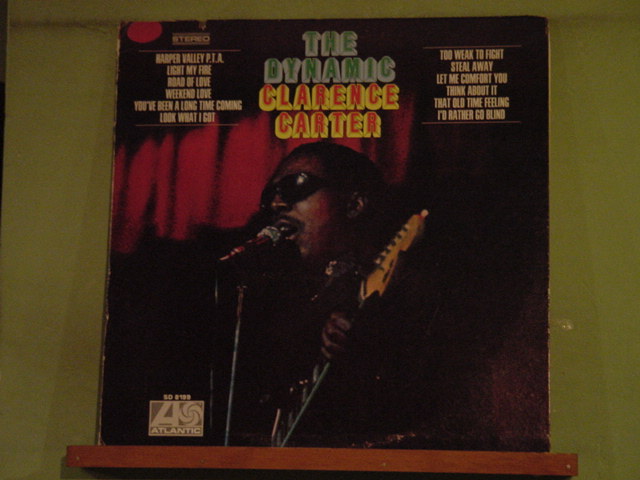 STEREO
THE
DYNAMIC
CLARENCE
CARTER
HARPER VALLEY P.T.A.
LIGHT MY FIRE
ROAD OF LOVE
WEEKEND LOVE
YOU'VE BEEN A LONG TIME COMING
LOOK WHAT I GOT
TOO WEAK TO FIGHT
STEAL AWAY
LET ME COMFORT YOU
THINK ABOUT IT
THAT OLD TIME FEELING
I'D RATHER GO BLIND
SD 8199
ATLANTIC